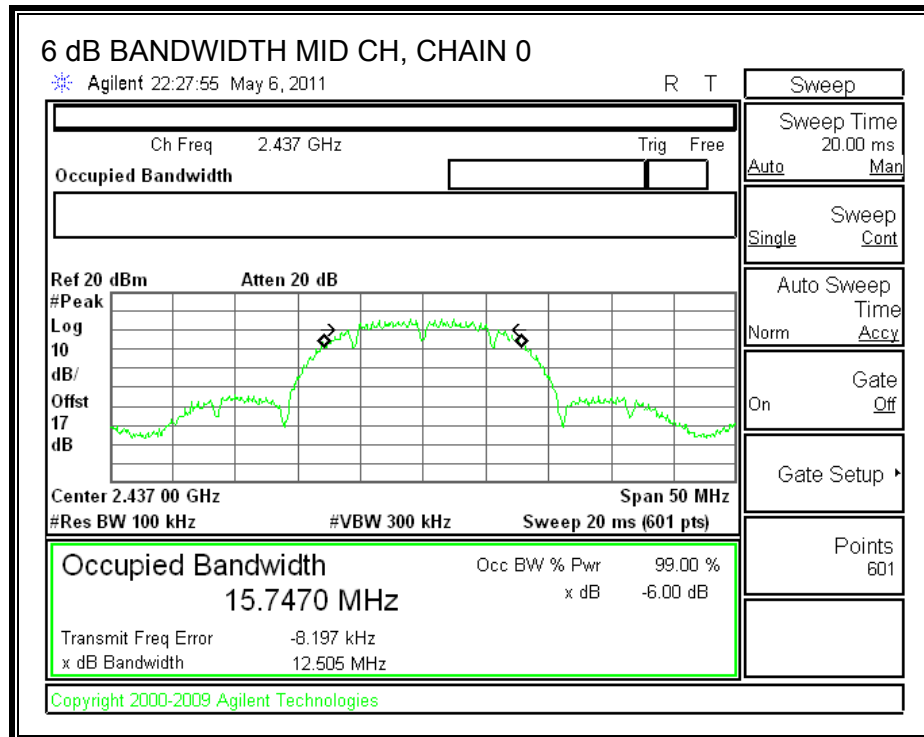 6 dB BANDWIDTH MID CH, CHAIN 0
Agilent 22:27:55 May 6, 2011 R T
Ch Freq 2.437 GHz Trig Free
Occupied Bandwidth
Ref 20 dBm Atten 20 dB
#Peak
Log
10
dB/
Offst
17
dB
Center 2.437 00 GHz Span 50 MHz
#Res BW 100 kHz #VBW 300 kHz Sweep 20 ms (601 pts)
Occupied Bandwidth Occ BW % Pwr 99.00 %
15.7470 MHz x dB -6.00 dB
Transmit Freq Error -8.197 kHz
x dB Bandwidth 12.505 MHz
Copyright 2000-2009 Agilent Technologies
Sweep
Sweep Time
20.00 ms
Auto Man
Sweep
Single Cont
Auto Sweep
Time
Norm Accy
Gate
On Off
Gate Setup
Points
601